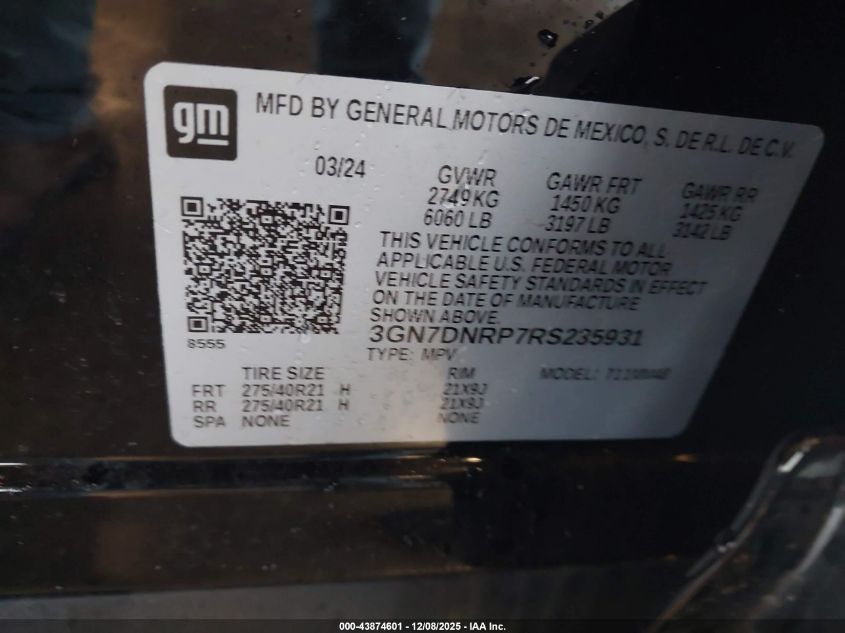 gm
MFD BY GENERAL MOTORS DE MEXICO, S. DE R.L. DE C.V.
03/24
GVWR GAWR FRT GAWR RR
2749 KG 1450 KG 1425 KG
6060 LB 3197 LB 3142 LB
THIS VEHICLE CONFORMS TO ALL
APPLICABLE U.S. FEDERAL MOTOR
VEHICLE SAFETY STANDARDS IN EFFECT
ON THE DATE OF MANUFACTURE
SHOWN ABOVE.
8555
3GN7DNRP7RS235931
TYPE: MPV
TIRE SIZE RIM MODEL:
FRT 275/40R21 H 21X9J
RR 275/40R21 H 21X9J
SPA NONE NONE
000-43874601 - 12/08/2025 - IAA Inc.